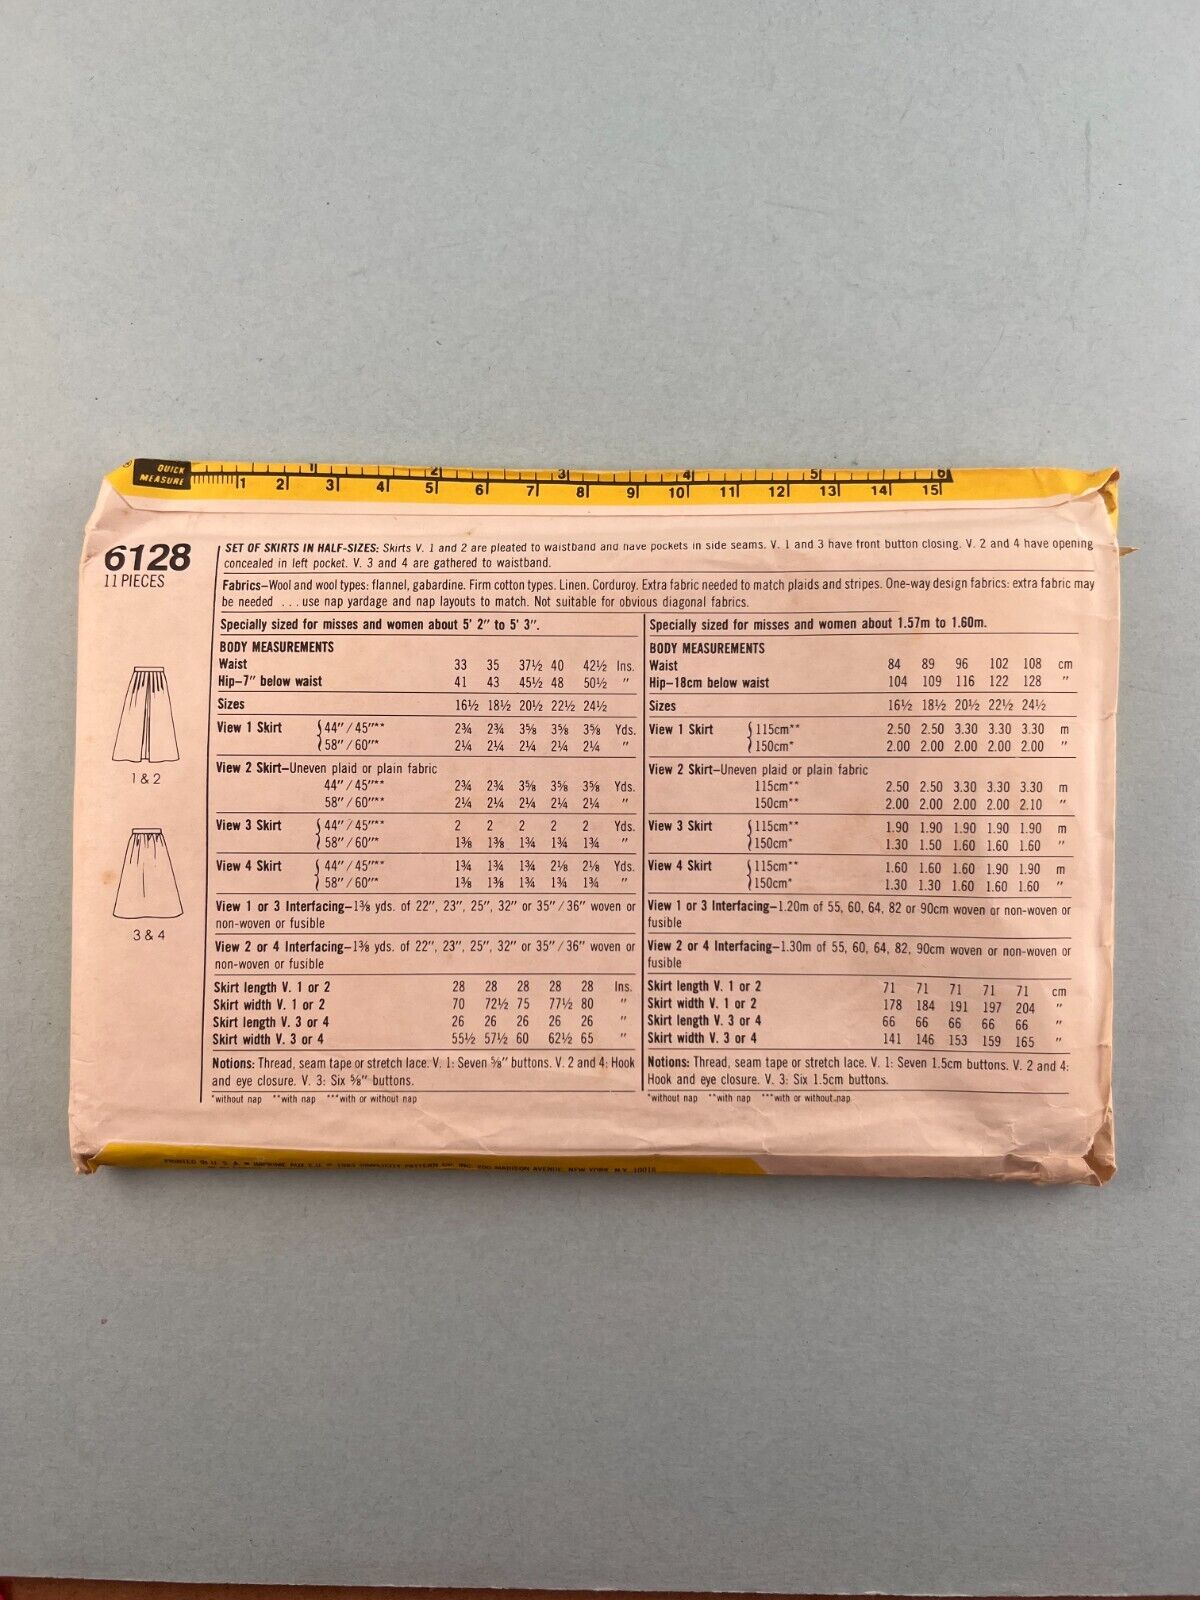 QUICK MEASURE
1 2 3 4 5 6
1 2 3 4 5 6 7 8 9 10 11 12 13 14 15
6128
11 PIECES
SET OF SKIRTS IN HALF-SIZES: Skirts V. 1 and 2 are pleated to waistband and have pockets in side seams. V. 1 and 3 have front button closing. V. 2 and 4 have opening
concealed in left pocket. V. 3 and 4 are gathered to waistband.
Fabrics—Wool and wool types: flannel, gabardine. Firm cotton types. Linen. Corduroy. Extra fabric needed to match plaids and stripes. One-way design fabrics: extra fabric may
be needed ... use nap yardage and nap layouts to match. Not suitable for obvious diagonal fabrics.
Specially sized for misses and women about 5' 2" to 5' 3".
BODY MEASUREMENTS
Waist 33 35 37½ 40 42½ Ins.
Hip—7" below waist 41 43 45½ 48 50½ "
Sizes 16½ 18½ 20½ 22½ 24½
View 1 Skirt { 44"/45"** 2¾ 2¾ 3⅝ 3⅝ 3⅝ Yds.
58"/60"* 2¼ 2¼ 2¼ 2¼ 2¼ "
View 2 Skirt—Uneven plaid or plain fabric
44"/45"** 2¾ 2¾ 3⅝ 3⅝ 3⅝ Yds.
58"/60"** 2¼ 2¼ 2¼ 2¼ 2¼ "
View 3 Skirt { 44"/45"** 2 2 2 2 2 Yds.
58"/60"* 1⅜ 1⅝ 1¾ 1¾ 1¾ "
View 4 Skirt { 44"/45"** 1¾ 1¾ 1¾ 2⅛ 2⅛ Yds.
58"/60"* 1⅜ 1⅜ 1¾ 1¾ 1¾ "
View 1 or 3 Interfacing—1⅜ yds. of 22", 23", 25", 32" or 35"/36" woven or
non-woven or fusible
View 2 or 4 Interfacing—1⅜ yds. of 22", 23", 25", 32" or 35"/36" woven or
non-woven or fusible
Skirt length V. 1 or 2 28 28 28 28 28 Ins.
Skirt width V. 1 or 2 70 72½ 75 77½ 80 "
Skirt length V. 3 or 4 26 26 26 26 26 "
Skirt width V. 3 or 4 55½ 57½ 60 62½ 65 "
Notions: Thread, seam tape or stretch lace. V. 1: Seven ⅝" buttons. V. 2 and 4: Hook
and eye closure. V. 3: Six ⅝" buttons.
*without nap **with nap ***with or without nap
Specially sized for misses and women about 1.57m to 1.60m.
BODY MEASUREMENTS
Waist 84 89 96 102 108 cm
Hip—18cm below waist 104 109 116 122 128 "
Sizes 16½ 18½ 20½ 22½ 24½
View 1 Skirt { 115cm** 2.50 2.50 3.30 3.30 3.30 m
150cm* 2.00 2.00 2.00 2.00 2.00 "
View 2 Skirt—Uneven plaid or plain fabric
115cm** 2.50 2.50 3.30 3.30 3.30 m
150cm** 2.00 2.00 2.00 2.00 2.10 "
View 3 Skirt { 115cm** 1.90 1.90 1.90 1.90 1.90 m
150cm* 1.30 1.50 1.60 1.60 1.60 "
View 4 Skirt { 115cm** 1.60 1.60 1.60 1.90 1.90 m
150cm* 1.30 1.30 1.60 1.60 1.60 "
View 1 or 3 Interfacing—1.20m of 55, 60, 64, 82 or 90cm woven or non-woven or
fusible
View 2 or 4 Interfacing—1.30m of 55, 60, 64, 82, 90cm woven or non-woven or
fusible
Skirt length V. 1 or 2 71 71 71 71 71 cm
Skirt width V. 1 or 2 178 184 191 197 204 "
Skirt length V. 3 or 4 66 66 66 66 66 "
Skirt width V. 3 or 4 141 146 153 159 165 "
Notions: Thread, seam tape or stretch lace. V. 1: Seven 1.5cm buttons. V. 2 and 4:
Hook and eye closure. V. 3: Six 1.5cm buttons.
*without nap **with nap ***with or without nap
1 & 2
3 & 4
PRINTED IN U. S. A. • IMPRIME AUX E.U. © 1983 SIMPLICITY PATTERN CO. INC. 200 MADISON AVENUE, NEW YORK, N.Y. 10016